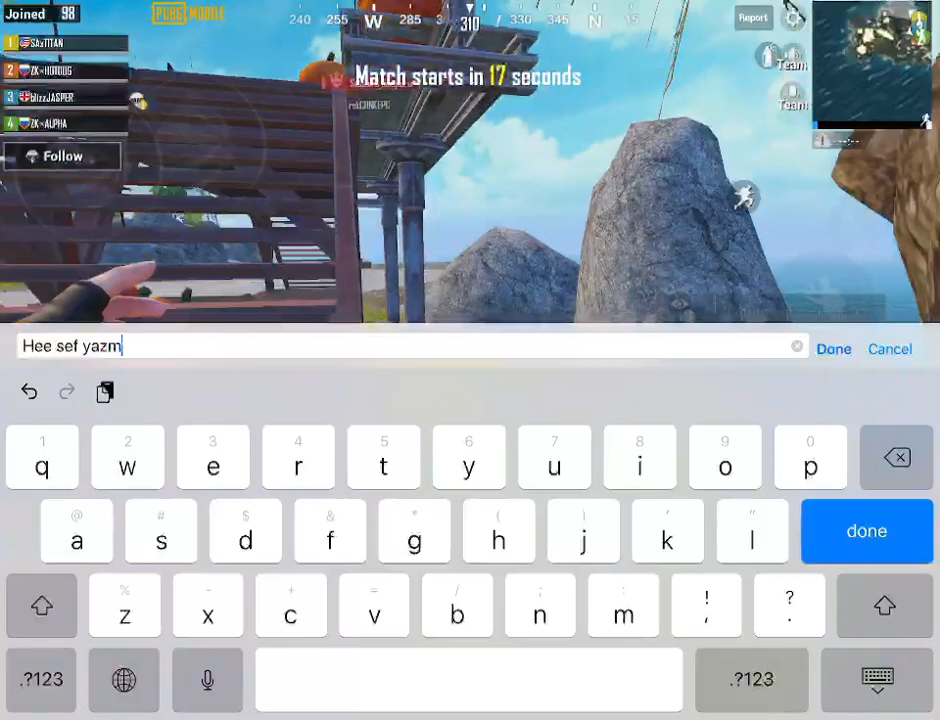 Joined 98
PUBG MOBILE
240 255 W 285 310 330 345 N 15
Report
1 SAxTITAN
2 ZK×HOTDOG
3 blizzJASPER
4 ZK×ALPHA
Match starts in 17 seconds
Team
Team
Follow
Hee sef yazm
Done Cancel
1 2 3 4 5 6 7 8 9 0
q w e r t y u i o p
@ # $ & * ( ) ' "
a s d f g h j k l done
% - + = / ; : ! ?
z x c v b n m , .
.?123 .?123